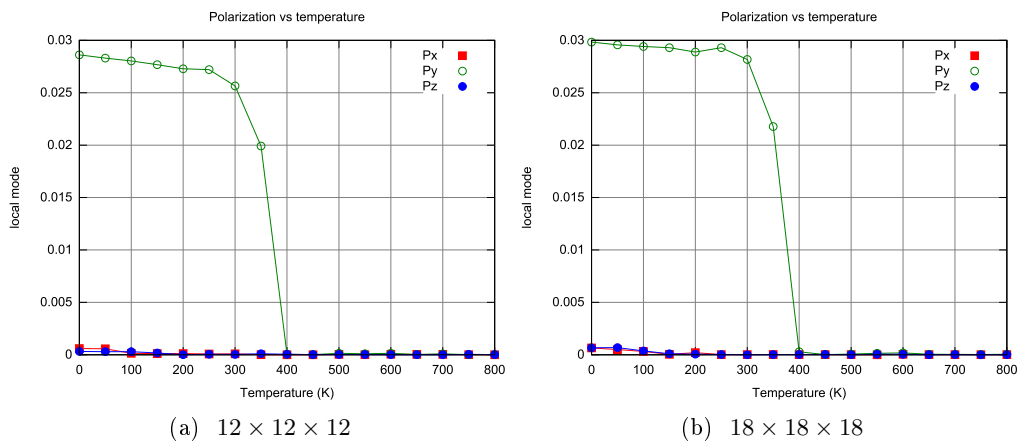 Polarization vs temperature
0.03
0.025
0.02
0.015
0.01
0.005
0
local mode
Px
Py
Pz
0 100 200 300 400 500 600 700 800
Temperature (K)
(a) 12 × 12 × 12
Polarization vs temperature
0.03
0.025
0.02
0.015
0.01
0.005
0
local mode
Px
Py
Pz
0 100 200 300 400 500 600 700 800
Temperature (K)
(b) 18 × 18 × 18